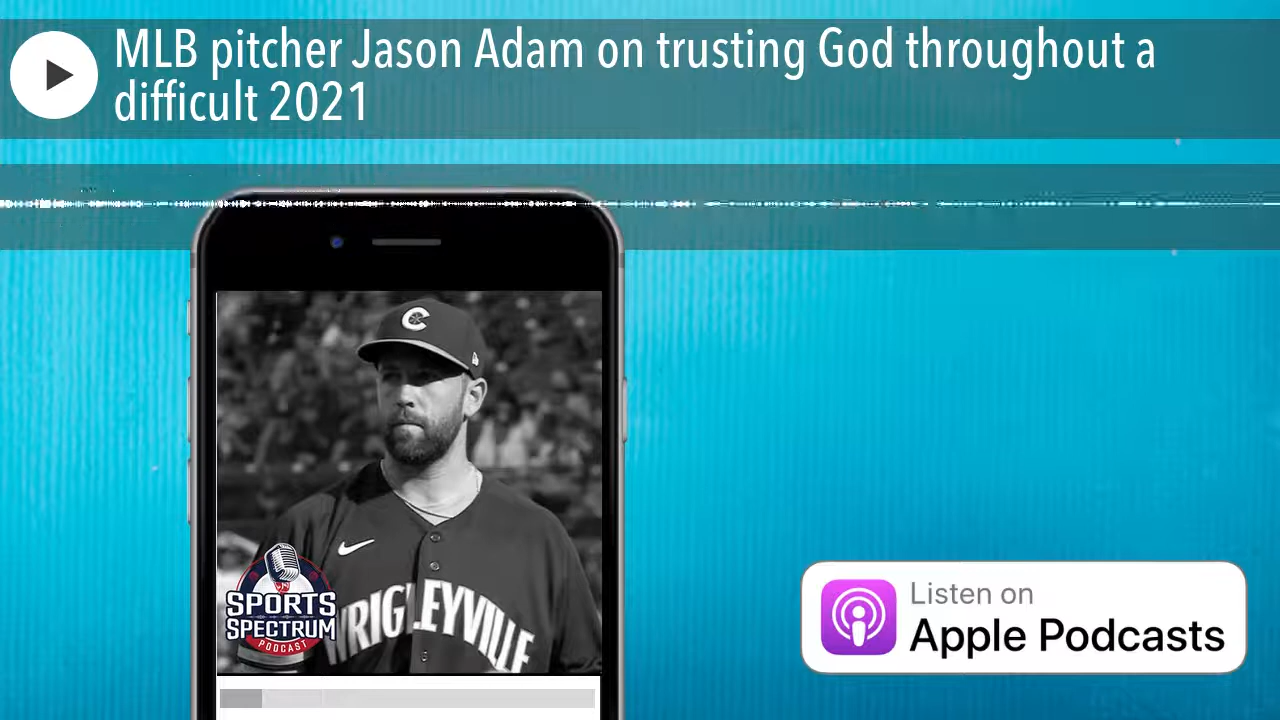 MLB pitcher Jason Adam on trusting God throughout a
difficult 2021
C
WRIGLEYVILLE
SPORTS
SPECTRUM
PODCAST
Listen on
Apple Podcasts